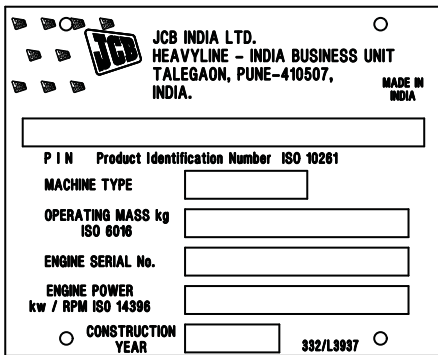 JCB
JCB INDIA LTD.
HEAVYLINE - INDIA BUSINESS UNIT
TALEGAON, PUNE-410507,
INDIA.
MADE IN
INDIA
P I N Product Identification Number ISO 10261
MACHINE TYPE
OPERATING MASS kg
ISO 6016
ENGINE SERIAL No.
ENGINE POWER
kw / RPM ISO 14396
CONSTRUCTION
YEAR
332/L3937